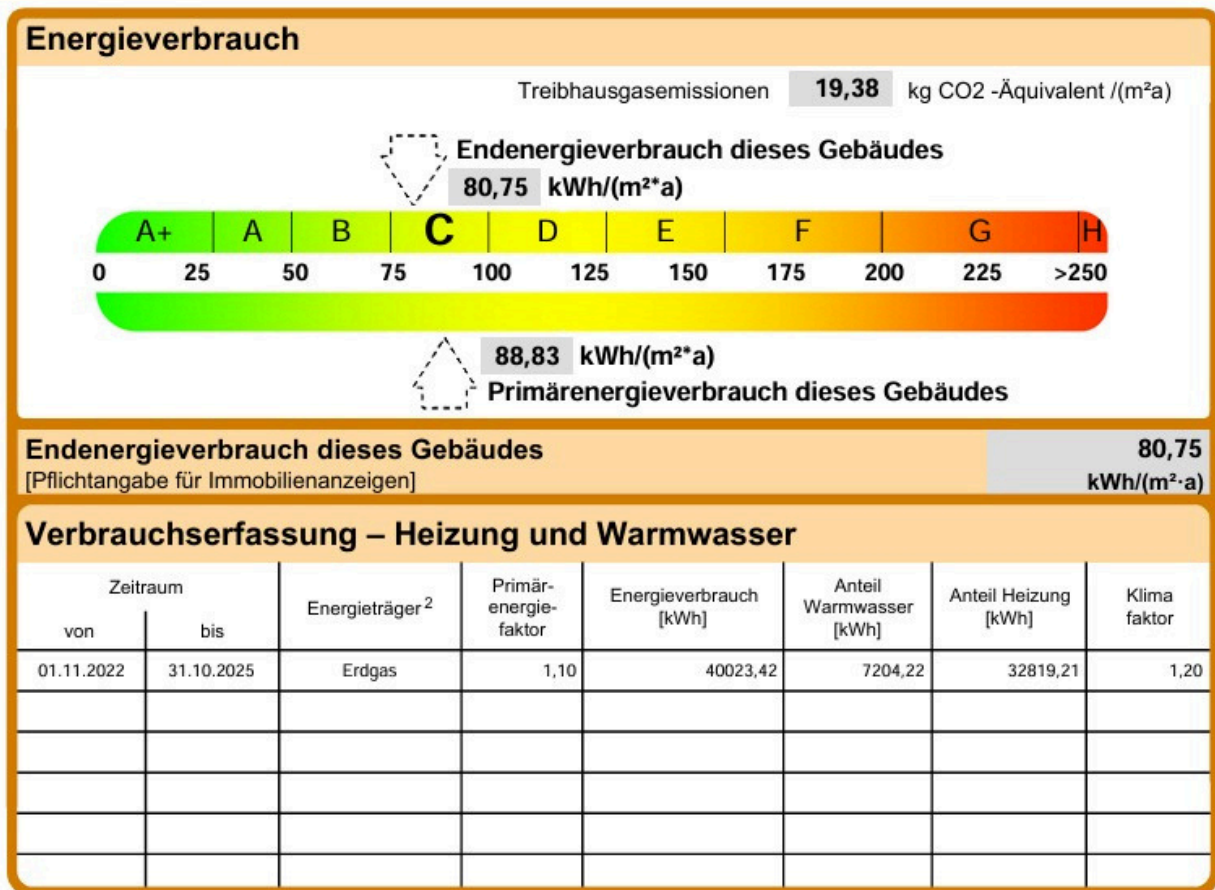 Energieverbrauch
Treibhausgasemissionen 19,38 kg CO2 -Äquivalent /(m²a)
Endenergieverbrauch dieses Gebäudes
80,75 kWh/(m²*a)
A+ A B C D E F G H
0 25 50 75 100 125 150 175 200 225 >250
88,83 kWh/(m²*a)
Primärenergieverbrauch dieses Gebäudes
Endenergieverbrauch dieses Gebäudes 80,75
[Pflichtangabe für Immobilienanzeigen] kWh/(m²·a)
Verbrauchserfassung – Heizung und Warmwasser
Zeitraum
von bis
Energieträger 2
Primär-
energie-
faktor
Energieverbrauch
[kWh]
Anteil
Warmwasser
[kWh]
Anteil Heizung
[kWh]
Klima
faktor
01.11.2022 31.10.2025 Erdgas 1,10 40023,42 7204,22 32819,21 1,20